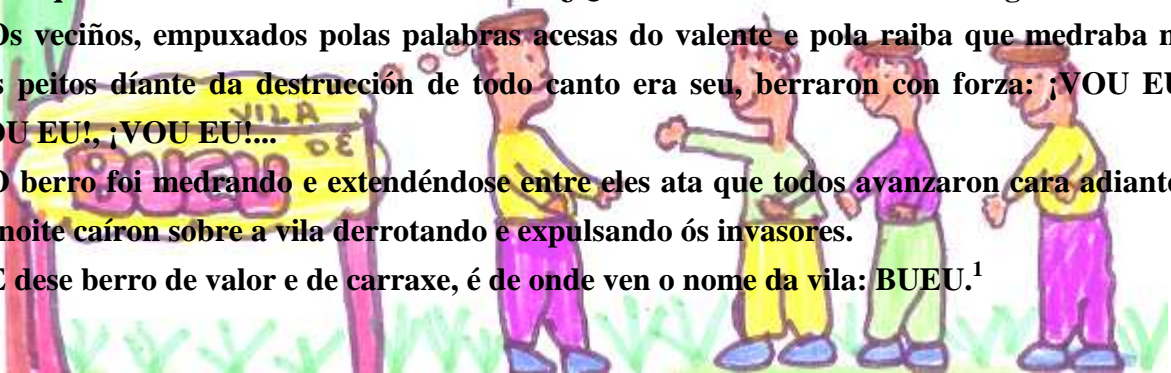 Os veciños, empuxados polas palabras acesas do valente e pola raiba que medraba
peitos díante da destrucción de todo canto era seu, berraron con forza: ¡VOU EU
EU!, ¡VOU EU!...
berro foi medrando e extendéndose entre eles ata que todos avanzaron cara adiante
noite caíron sobre a vila derrotando e expulsando ós invasores.
E dese berro de valor e de carraxe, é de onde ven o nome da vila: BUEU.¹
VILA
DE
BUEU